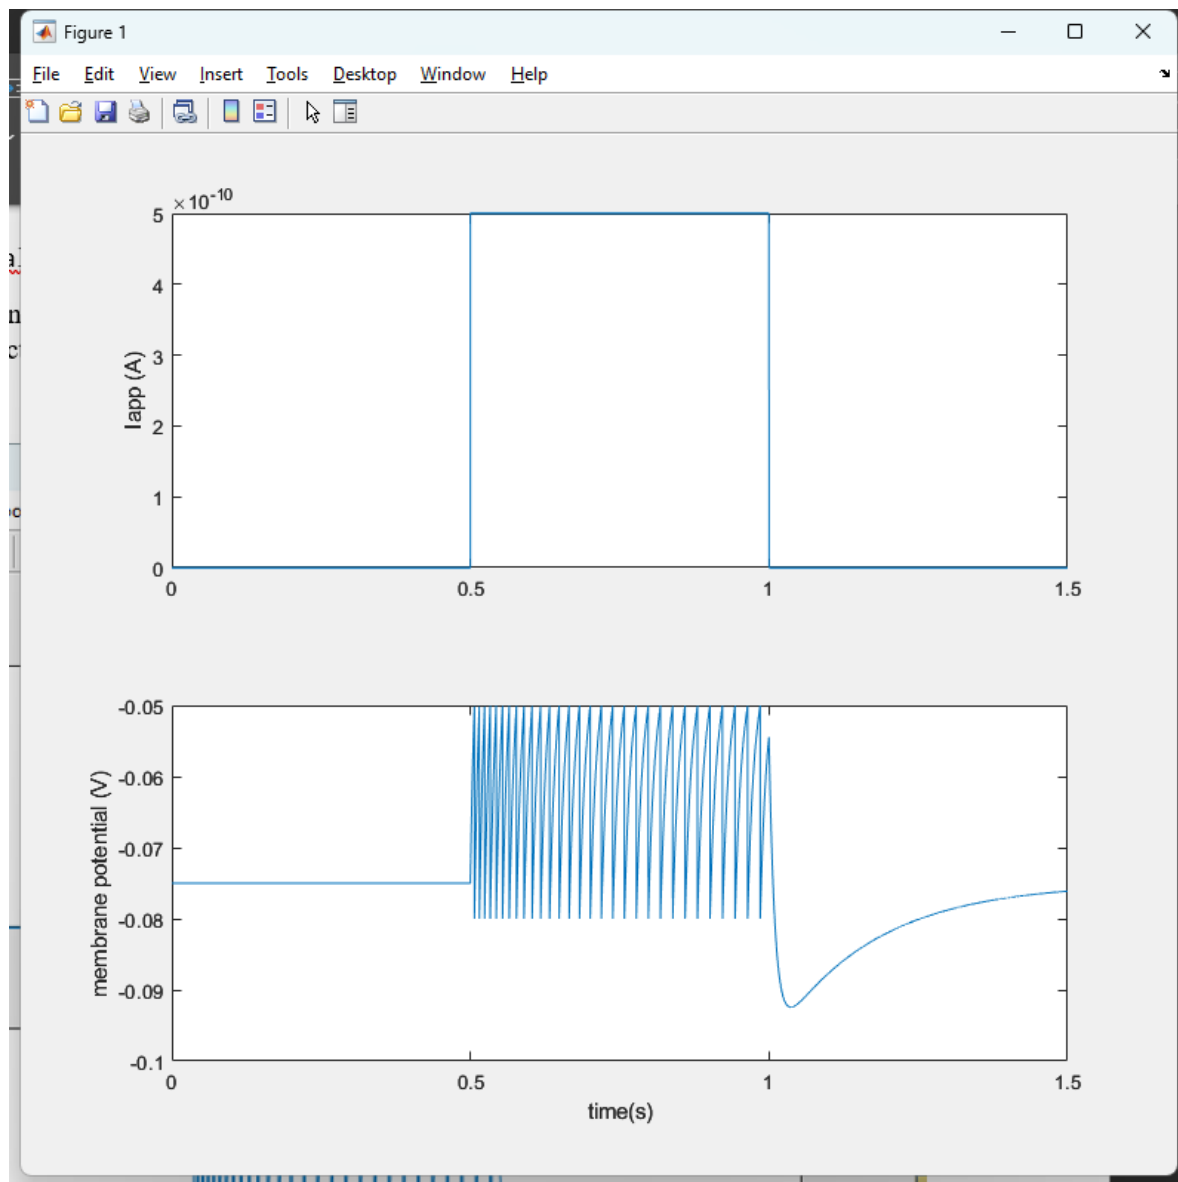 Figure 1
File Edit View Insert Tools Desktop Window Help
×10-10
5
4
3
2
1
0
Iapp (A)
0 0.5 1 1.5
-0.05
-0.06
-0.07
-0.08
-0.09
-0.1
membrane potential (V)
0 0.5 1 1.5
time(s)